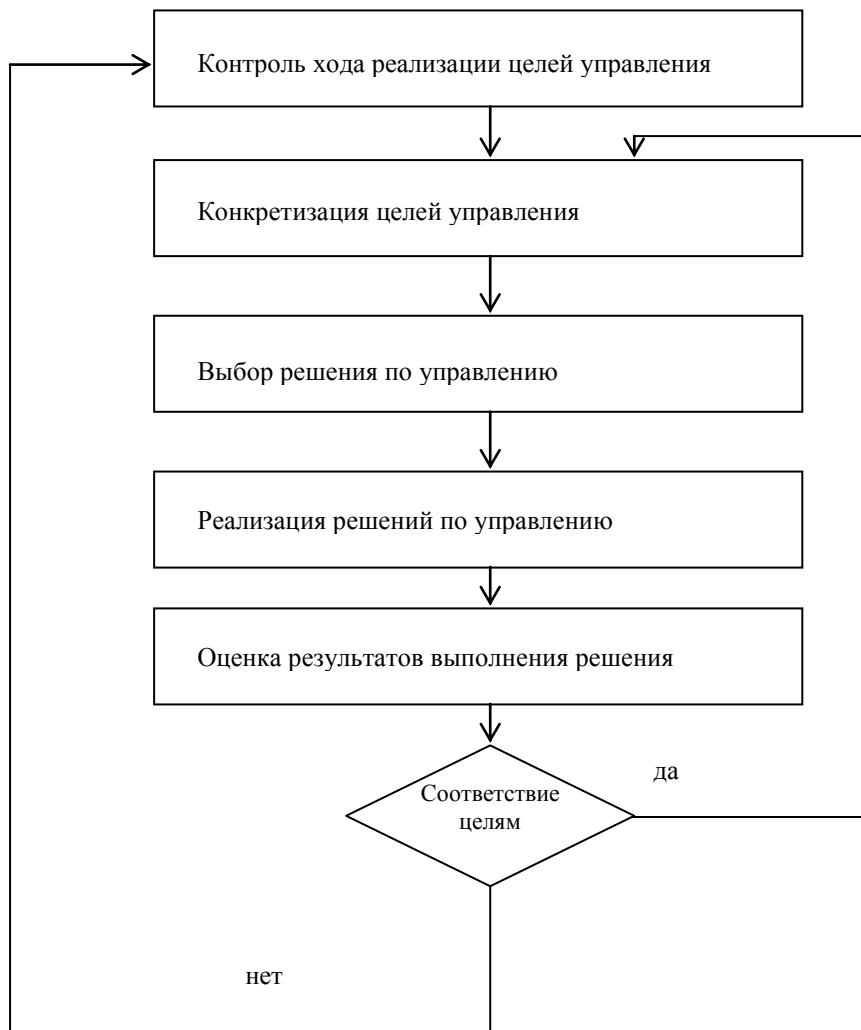 Контроль хода реализации целей управления
Конкретизация целей управления
Выбор решения по управлению
Реализация решений по управлению
Оценка результатов выполнения решения
да
Соответствие
целям
нет